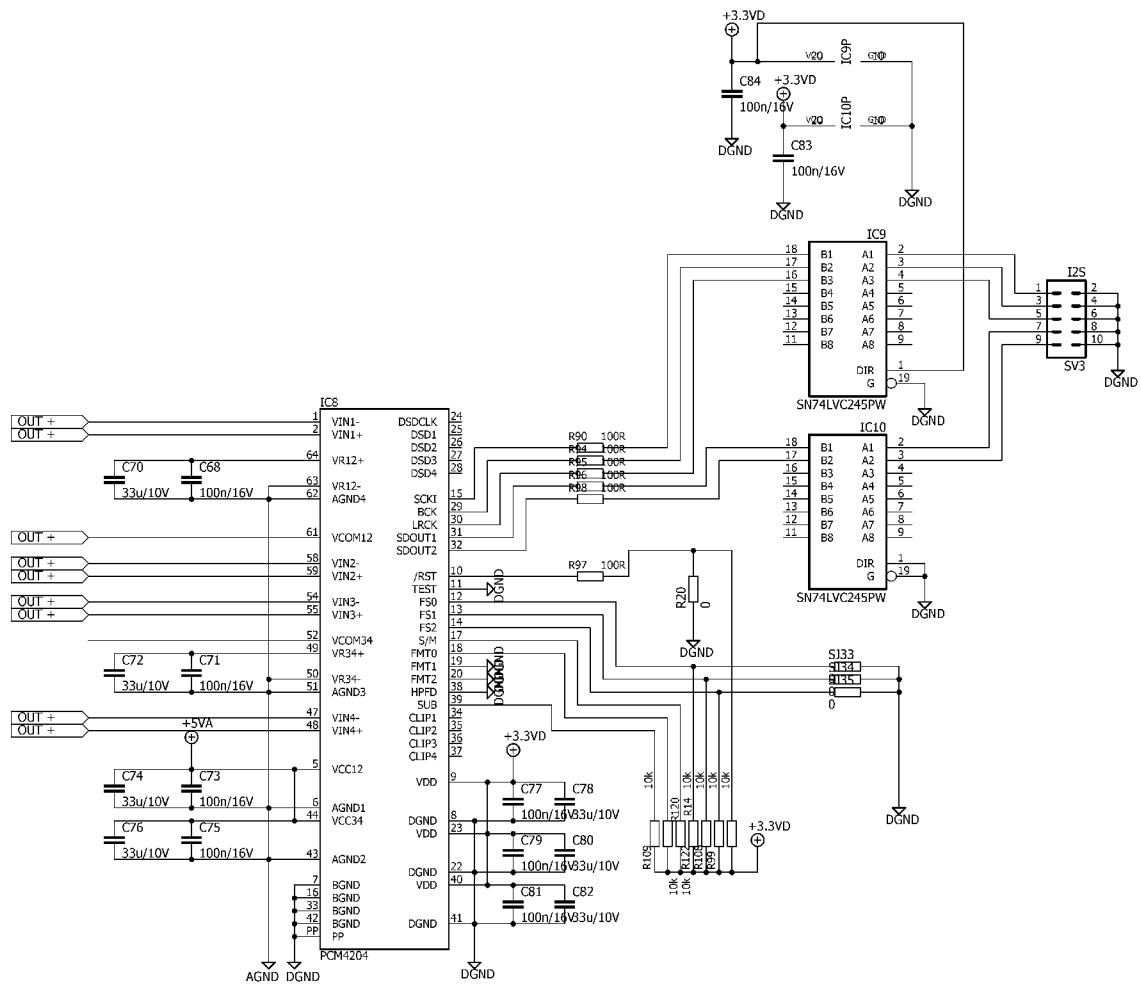 +3.3VD
C84
100n/16V
IC9P
+3.3VD
IC10P
DGND
C83
100n/16V
DGND
DGND
IC9
18 B1 A1 2
17 B2 A2 3
16 B3 A3 4
15 B4 A4 5
14 B5 A5 6
13 B6 A6 7
12 B7 A7 8
11 B8 A8 9
DIR 1
G 19
SN74LVC245PW
DGND
I2S
1 2
3 4
5 6
7 8
9 10
SV3
DGND
IC10
18 B1 A1 2
17 B2 A2 3
16 B3 A3 4
15 B4 A4 5
14 B5 A5 6
13 B6 A6 7
12 B7 A7 8
11 B8 A8 9
DIR 1
G 19
SN74LVC245PW
DGND
R90 100R
R94 100R
R95 100R
R96 100R
R98 100R
R97 100R
R20
0
DGND
SJ33
SJ34
0
SJ35
0
0
DGND
IC8
OUT + 1 VIN1-
OUT + 2 VIN1+
64 VR12+
C70 C68
33u/10V 100n/16V
63 VR12-
62 AGND4
OUT + 61 VCOM12
OUT + 58 VIN2-
OUT + 59 VIN2+
OUT + 54 VIN3-
OUT + 55 VIN3+
52 VCOM34
49 VR34+
C72 C71
33u/10V 100n/16V
50 VR34-
51 AGND3
OUT + 47 VIN4-
OUT + 48 VIN4+
+5VA
5 VCC12
C74 C73
33u/10V 100n/16V
6 AGND1
44 VCC34
C76 C75
33u/10V 100n/16V
43 AGND2
7 BGND
16 BGND
33 BGND
42 BGND
PP PP
PCM4204
AGND DGND
DSDCLK 24
DSD1 25
DSD2 26
DSD3 27
DSD4 28
SCKI 15
BCK 29
LRCK 30
SDOUT1 31
SDOUT2 32
/RST 10
TEST 11 DGND
FS0 12
FS1 13
FS2 14
S/M 17
FMT0 18
FMT1 19 DGND
FMT2 20 DGND
HPFD 38 DGND
SUB 39
CLIP1 34
CLIP2 35
CLIP3 36
CLIP4 37
+3.3VD
VDD 9
C77 C78
100n/16V 33u/10V
DGND 8
VDD 23
C79 C80
100n/16V 33u/10V
DGND 22
VDD 40
C81 C82
100n/16V 33u/10V
DGND 41
DGND
10k
10k
10k
10k
10k
R109
R120
R14
R122
R108
R99
10k
10k
+3.3VD